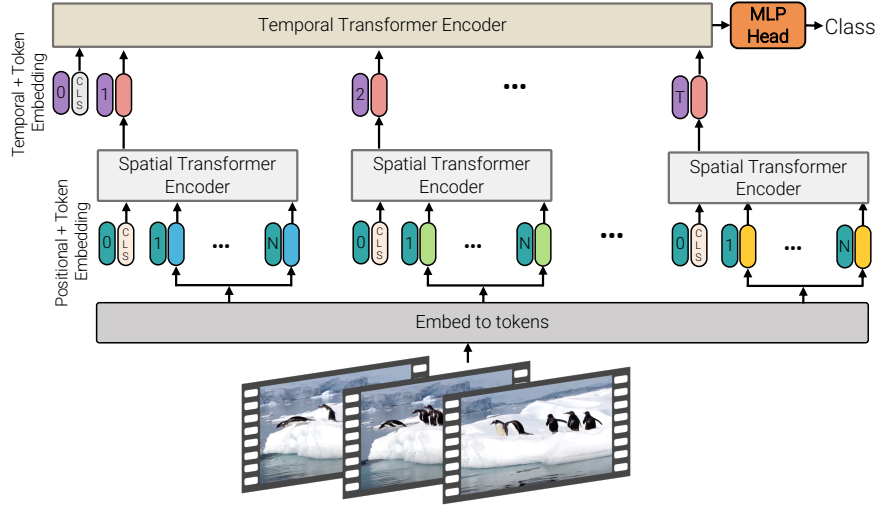 Temporal Transformer Encoder
MLP
Head
Class
Temporal + Token
Embedding
0
CLS
1
2
...
T
Spatial Transformer
Encoder
Spatial Transformer
Encoder
Spatial Transformer
Encoder
Positional + Token
Embedding
0
CLS
1
...
N
0
CLS
1
...
N
...
0
CLS
1
...
N
Embed to tokens